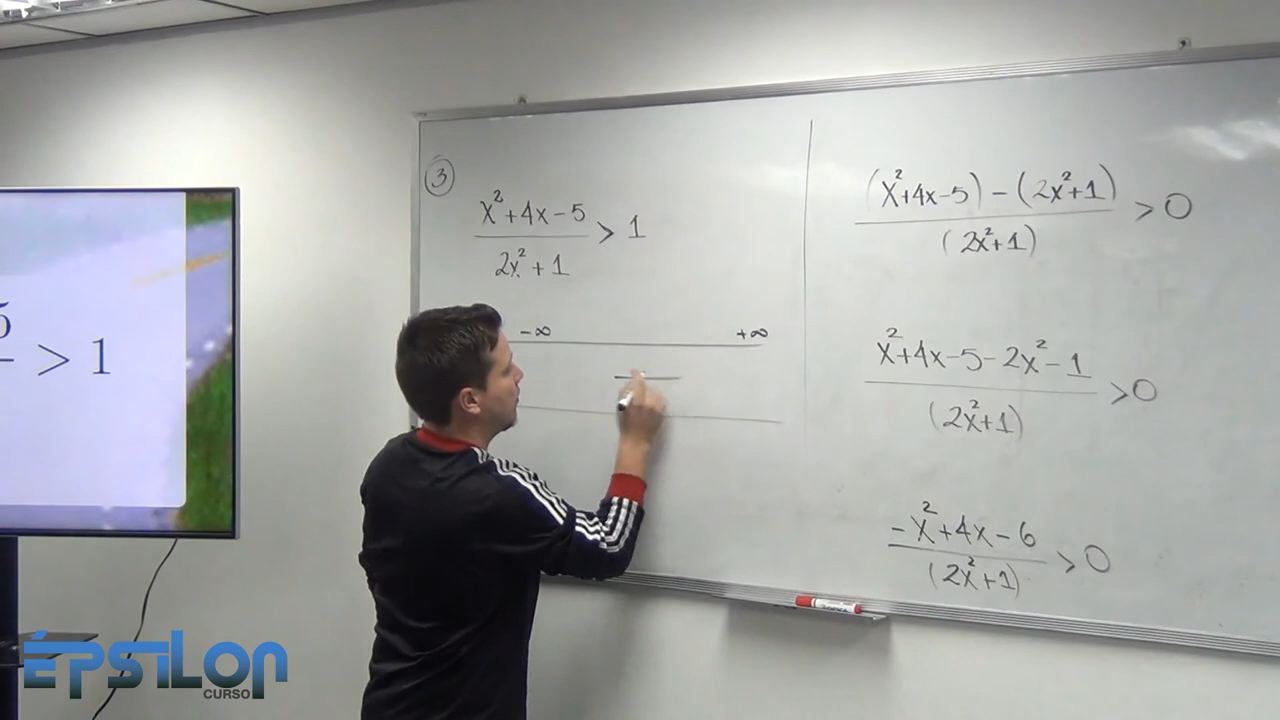 ③
x²+4x-5
2x²+1
> 1
-∞ +∞
(x²+4x-5) - (2x²+1)
(2x²+1)
> 0
x²+4x-5-2x²-1
(2x²+1)
> 0
-x²+4x-6
(2x²+1)
> 0
5
> 1
ÉPSILON
CURSO